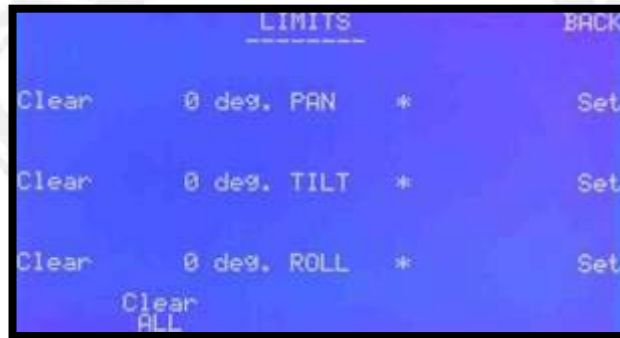 LIMITS BACK
--------
Clear 0 deg. PAN * Set
Clear 0 deg. TILT * Set
Clear 0 deg. ROLL * Set
Clear
ALL